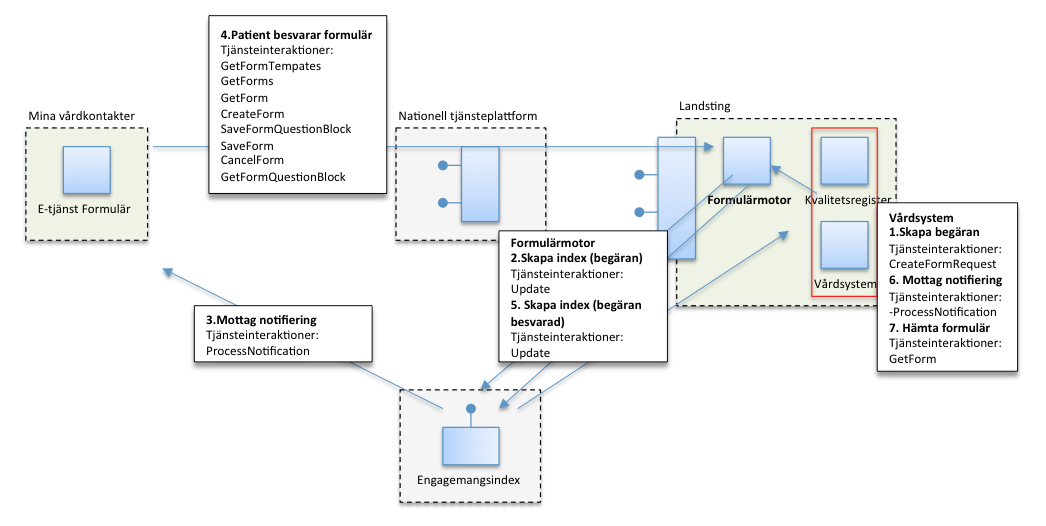 4.Patient besvarar formulär
Tjänsteinteraktioner:
GetFormTempates
GetForms
GetForm
CreateForm
SaveFormQuestionBlock
SaveForm
CancelForm
GetFormQuestionBlock
Mina vårdkontakter
E-tjänst Formulär
Nationell tjänsteplattform
Landsting
Formulärmotor
Kvalitetsregister
Vårdsystem
Vårdsystem
1.Skapa begäran
Tjänsteinteraktioner:
CreateFormRequest
6. Mottag notifiering
Tjänsteinteraktioner:
-ProcessNotification
7. Hämta formulär
Tjänsteinteraktioner:
GetForm
Formulärmotor
2.Skapa index (begäran)
Tjänsteinteraktioner:
Update
5. Skapa index (begäran
besvarad)
Tjänsteinteraktioner:
Update
3.Mottag notifiering
Tjänsteinteraktioner:
ProcessNotification
Engagemangsindex